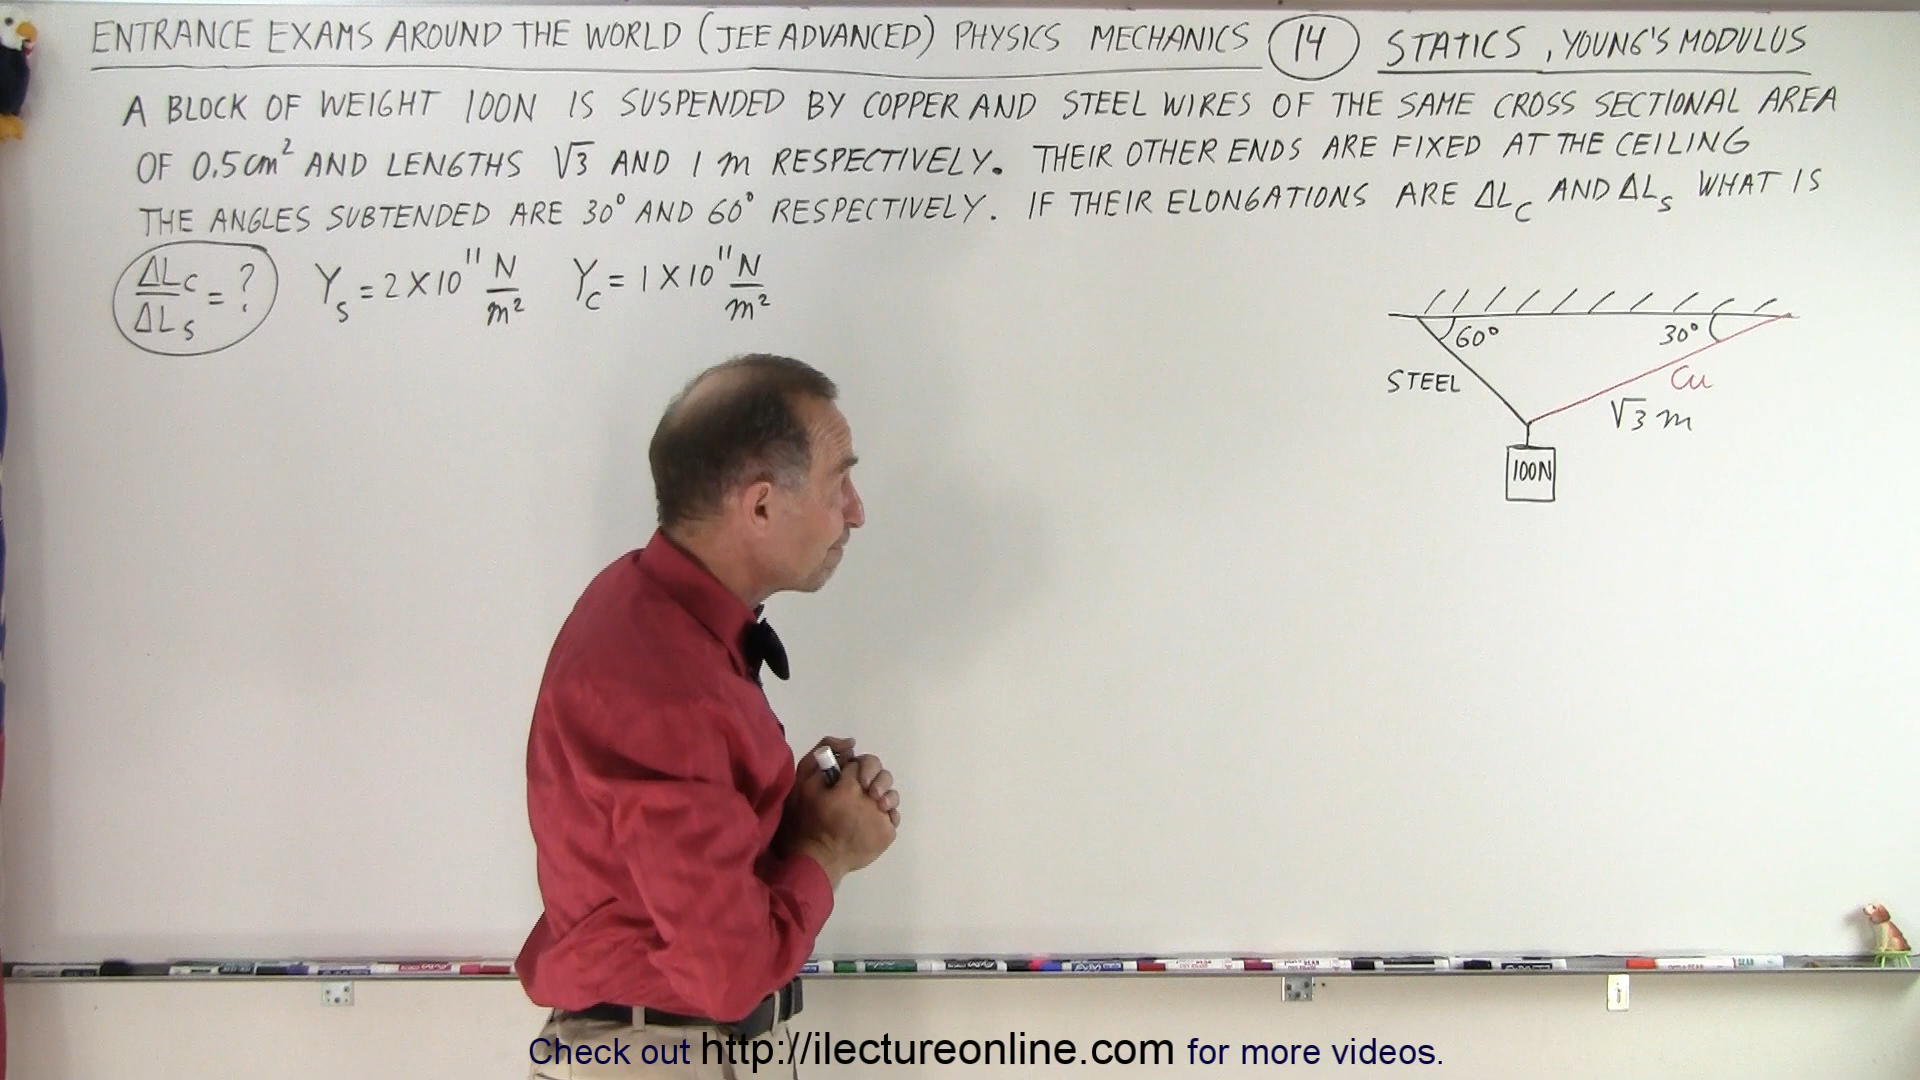 ENTRANCE EXAMS AROUND THE WORLD (JEE ADVANCED) PHYSICS MECHANICS 14 STATICS, YOUNG'S MODULUS
A BLOCK OF WEIGHT 100N IS SUSPENDED BY COPPER AND STEEL WIRES OF THE SAME CROSS SECTIONAL AREA
OF 0.5 cm² AND LENGTHS √3 AND 1 m RESPECTIVELY. THEIR OTHER ENDS ARE FIXED AT THE CEILING
THE ANGLES SUBTENDED ARE 30° AND 60° RESPECTIVELY. IF THEIR ELONGATIONS ARE ΔL_C AND ΔL_S WHAT IS
ΔL_C/ΔL_S = ? Y_S = 2 X 10¹¹ N/m² Y_C = 1 X 10¹¹ N/m²
60° 30°
STEEL Cu
√3 m
100N
Check out http://ilectureonline.com for more videos.